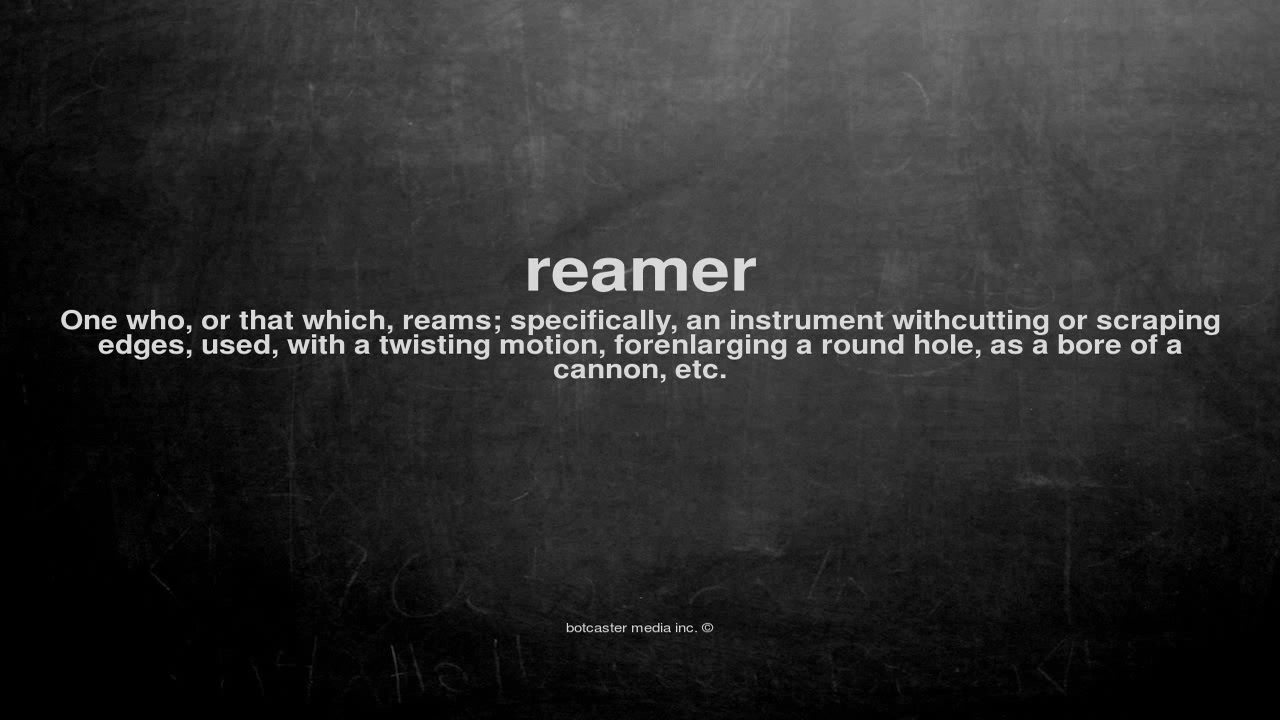 reamer
One who, or that which, reams; specifically, an instrument withcutting or scraping
edges, used, with a twisting motion, forenlarging a round hole, as a bore of a
cannon, etc.
botcaster media inc. ©